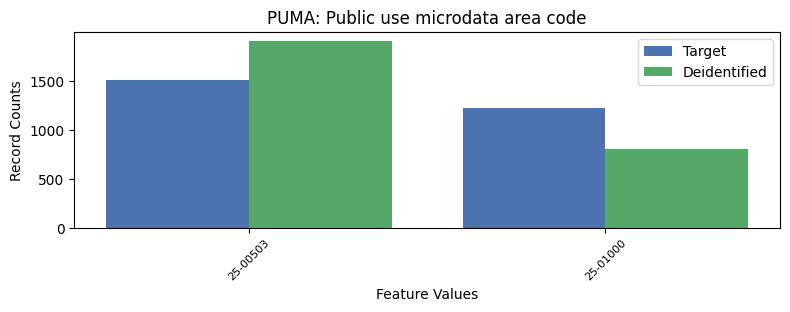 PUMA: Public use microdata area code
Target
Deidentified
Record Counts
1500
1000
500
0
25-00503
25-01000
Feature Values